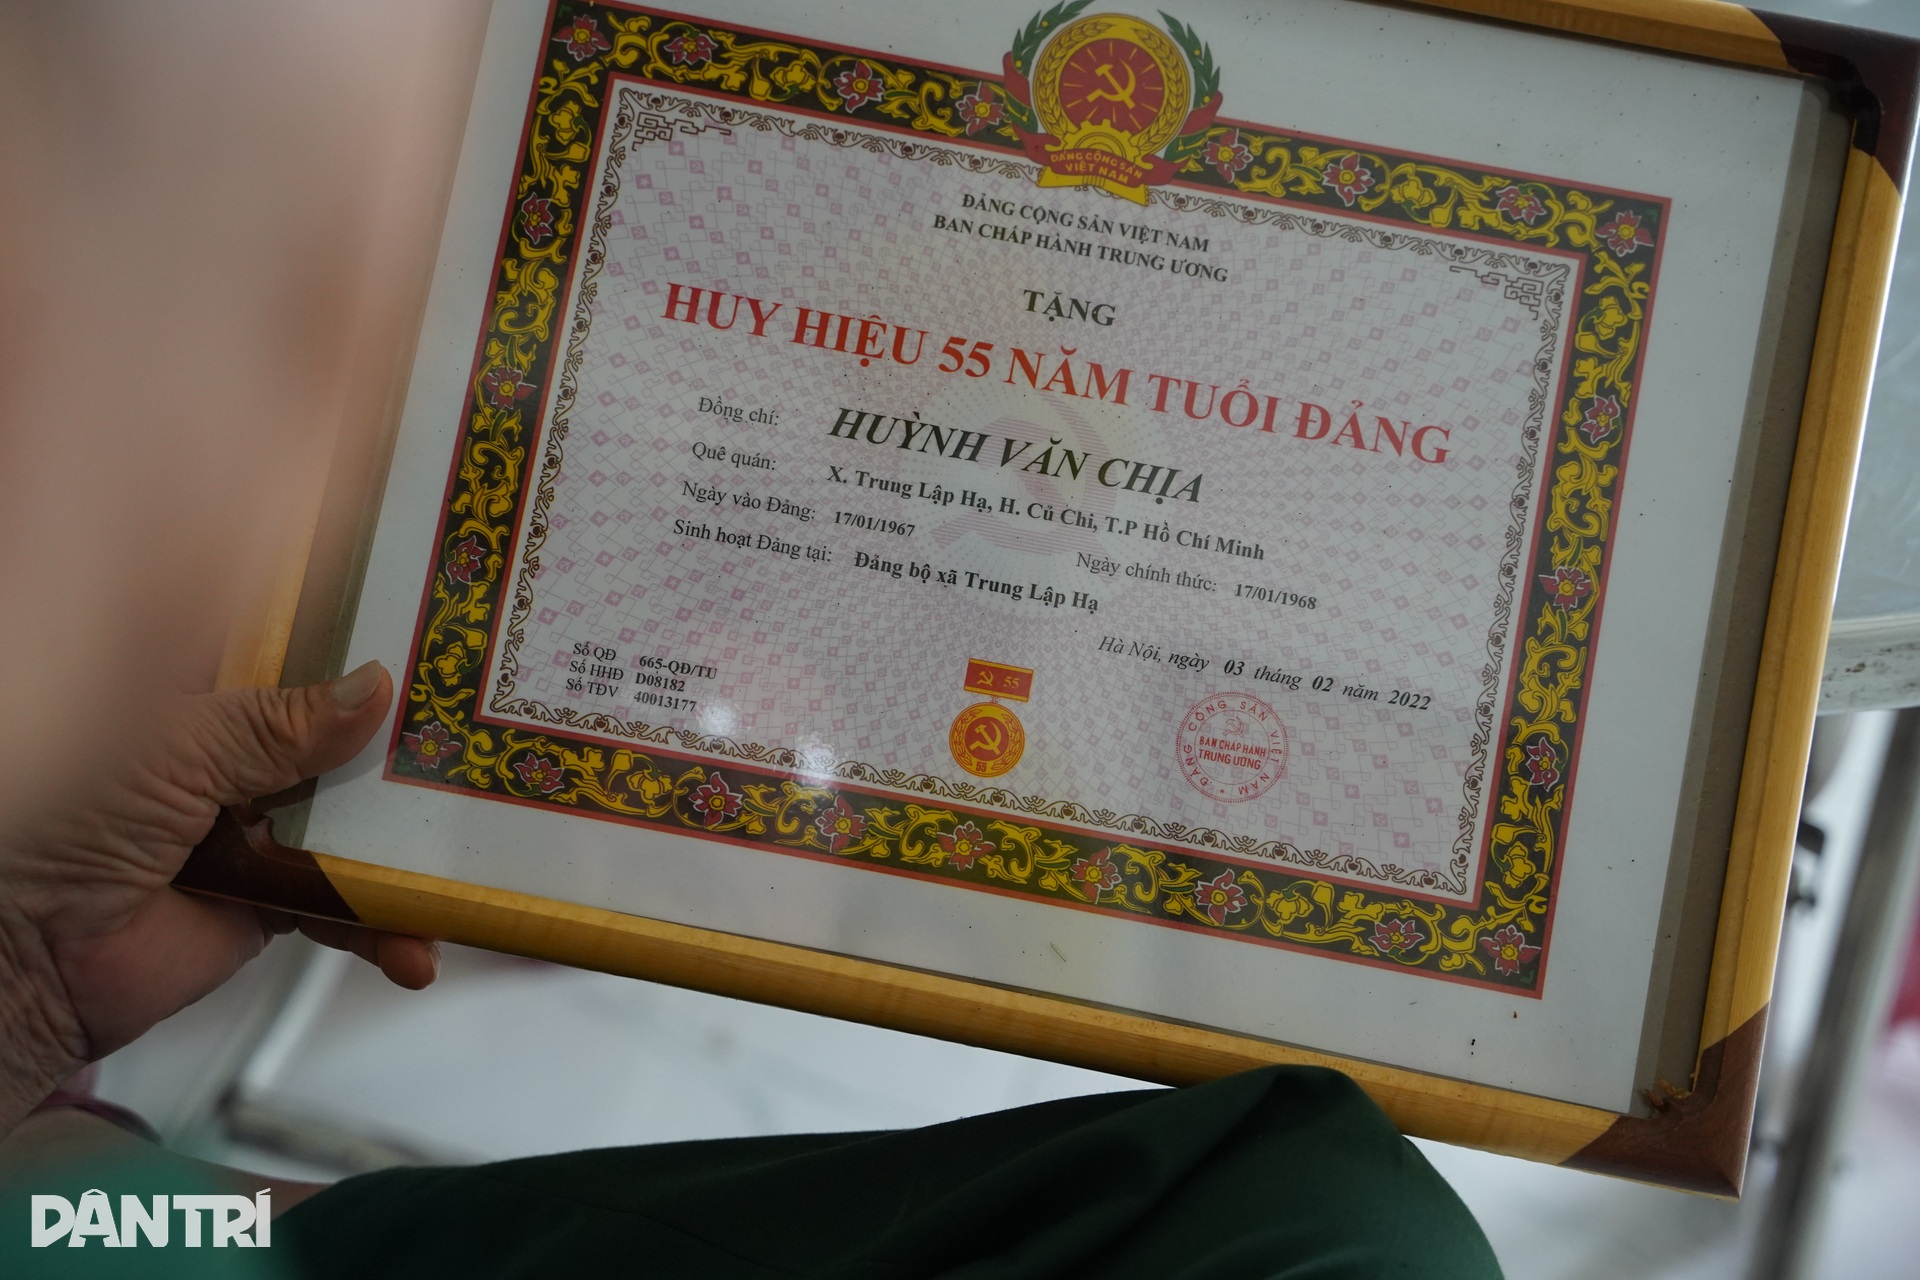 ĐẢNG CỘNG SẢN
VIỆT NAM
ĐẢNG CỘNG SẢN VIỆT NAM
BAN CHẤP HÀNH TRUNG ƯƠNG
TẶNG
HUY HIỆU 55 NĂM TUỔI ĐẢNG
Đồng chí: HUỲNH VĂN CHỊA
Quê quán: X. Trung Lập Hạ, H. Củ Chi, T.P Hồ Chí Minh
Ngày vào Đảng: 17/01/1967 Ngày chính thức: 17/01/1968
Sinh hoạt Đảng tại: Đảng bộ xã Trung Lập Hạ
Hà Nội, ngày 03 tháng 02 năm 2022
Số QĐ 665-QĐ/TU
Số HHĐ D08182
Số TĐV 40013177
55
55
ĐẢNG CỘNG SẢN VIỆT NAM
BAN CHẤP HÀNH
TRUNG ƯƠNG
DÂN TRÍ